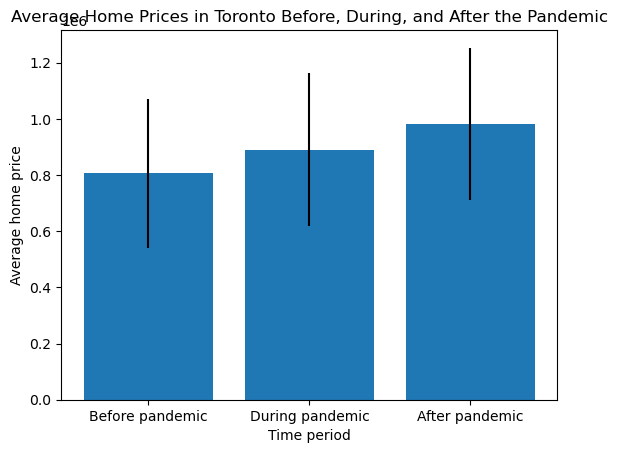 Average Home Prices in Toronto Before, During, and After the Pandemic
1e6
1.2
1.0
0.8
0.6
0.4
0.2
0.0
Average home price
Before pandemic During pandemic After pandemic
Time period